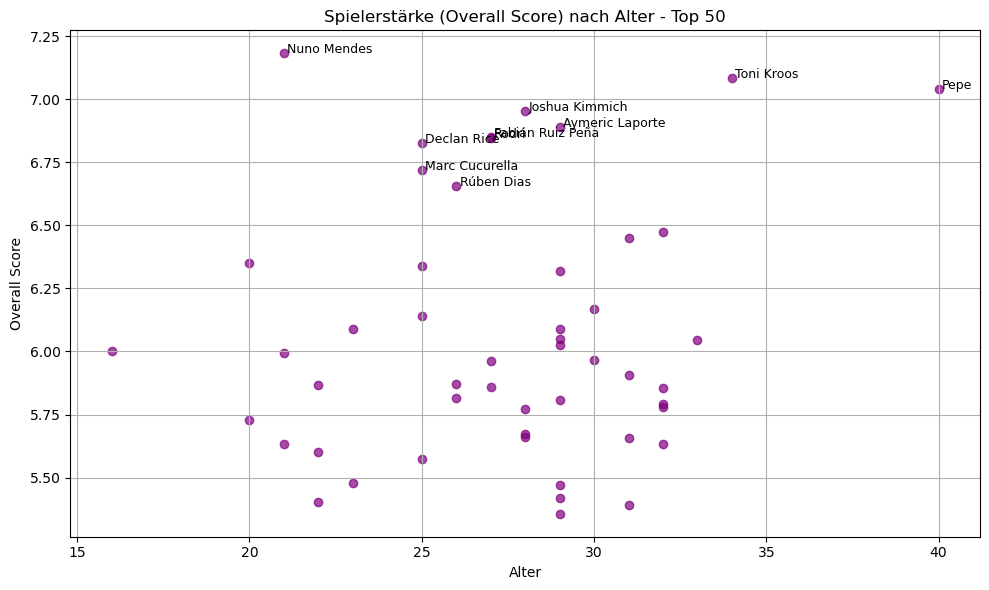 Spielerstärke (Overall Score) nach Alter - Top 50
Overall Score
7.25
7.00
6.75
6.50
6.25
6.00
5.75
5.50
Nuno Mendes
Toni Kroos
Pepe
Joshua Kimmich
Aymeric Laporte
Rodri
Fabián Ruiz Peña
Declan Rice
Marc Cucurella
Rúben Dias
15
20
25
30
35
40
Alter